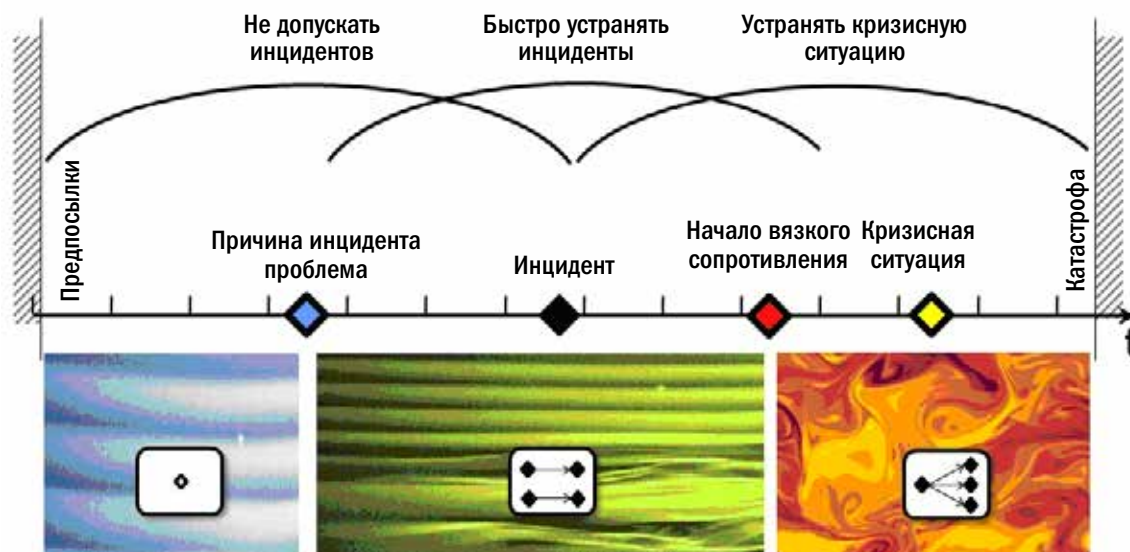 Не допускать
инцидентов
Быстро устранять
инциденты
Устранять кризисную
ситуацию
Предпосылки
Причина инцидента
проблема
Инцидент
Начало вязкого
сопротивления
Кризисная
ситуация
Катастрофа
t